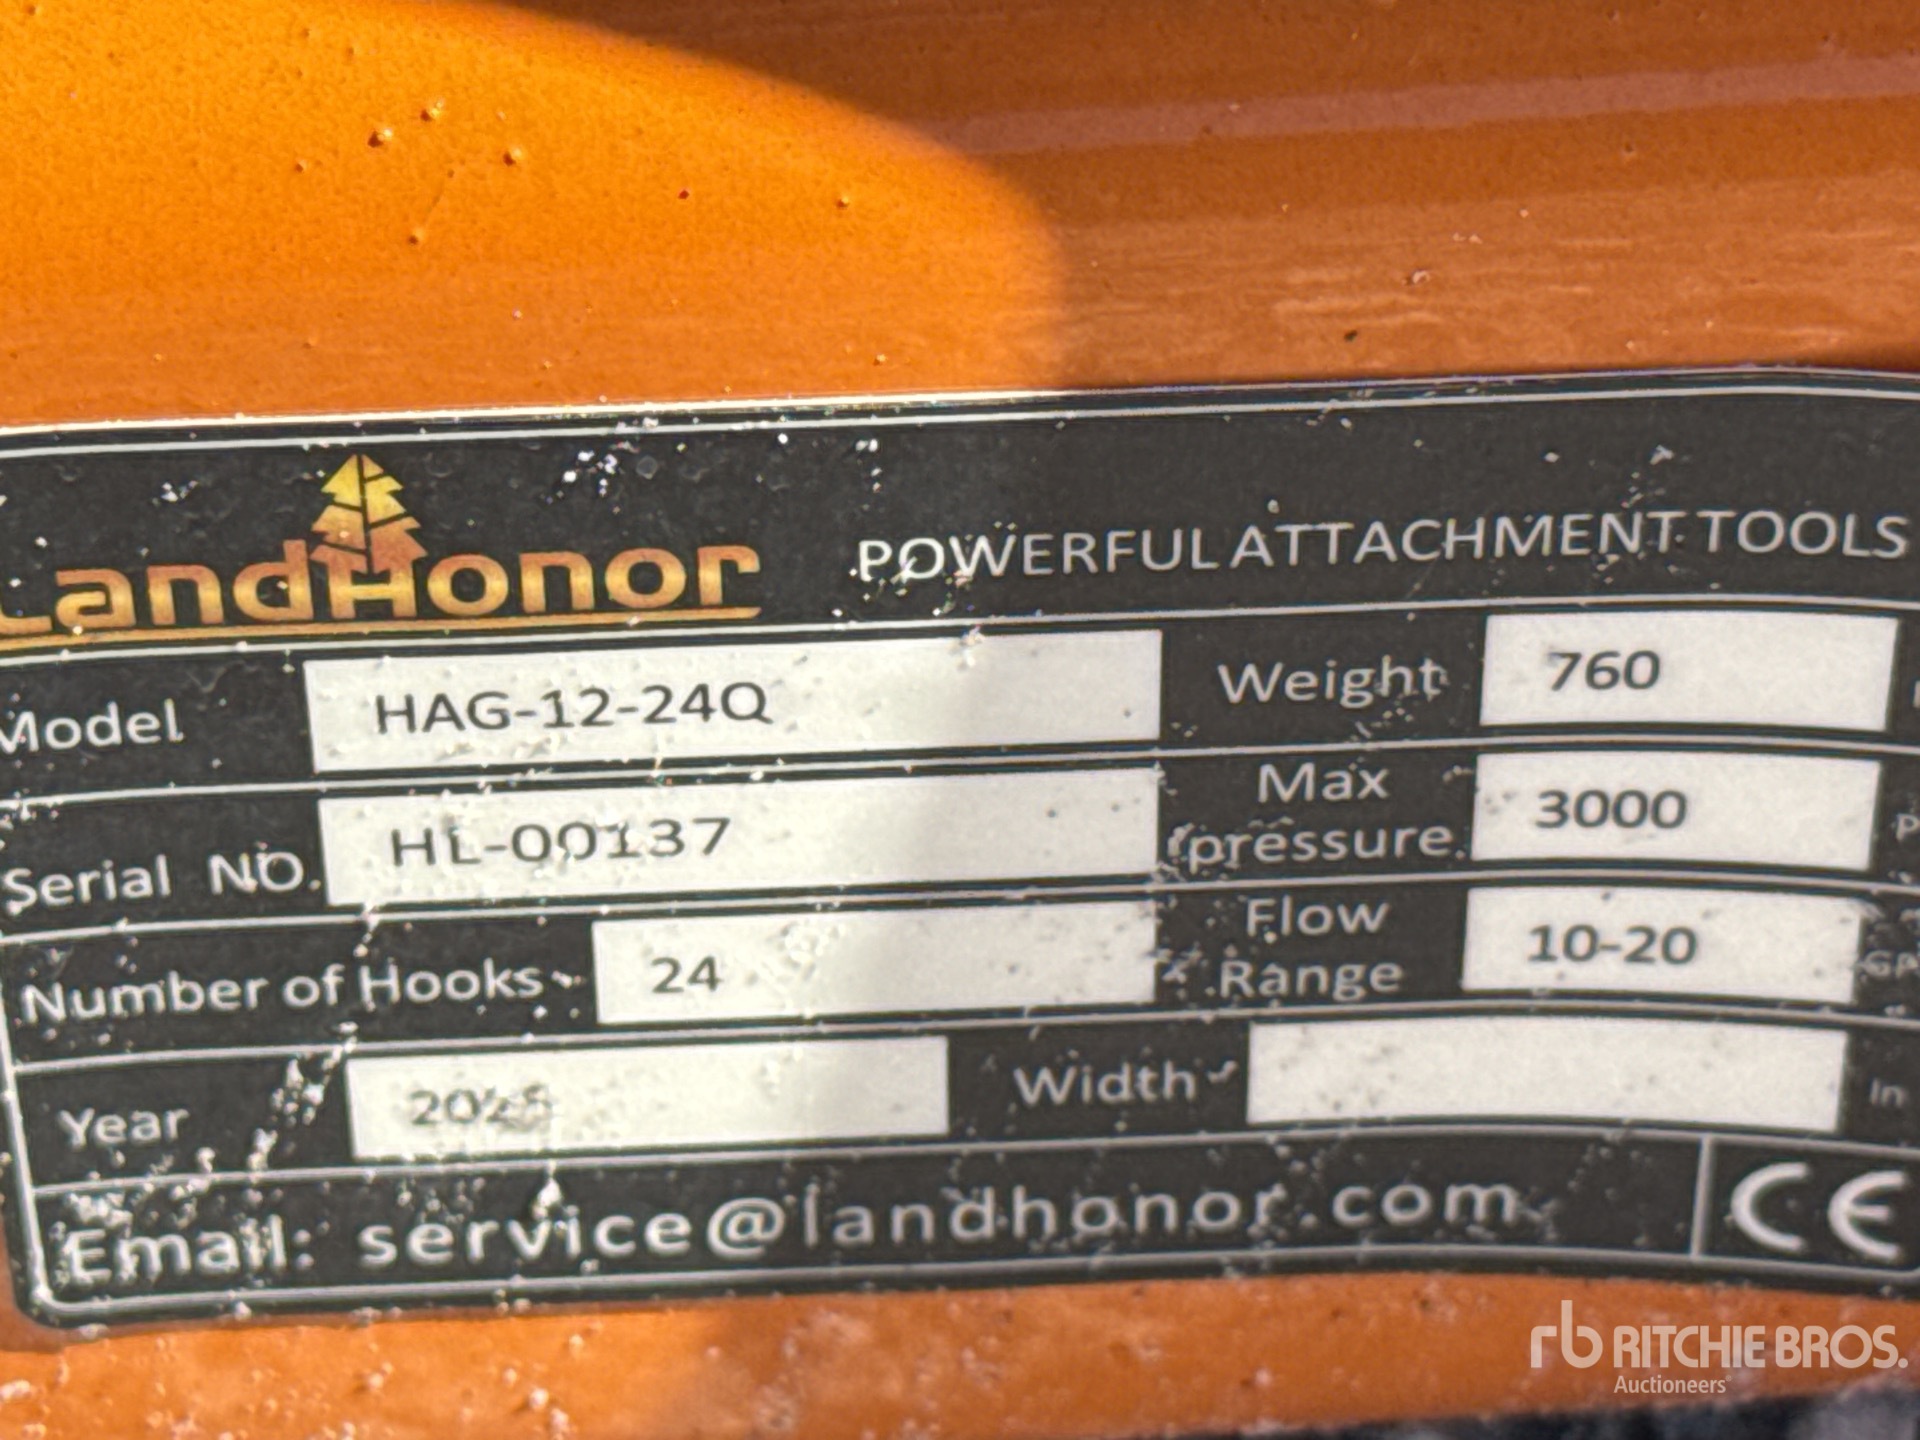 LandHonor POWERFUL ATTACHMENT TOOLS
Model HAG-12-24Q Weight 760
Serial NO. HL-00137 Max pressure 3000
Number of Hooks 24 Flow Range 10-20
Year Width In
Email: service@landhonor.com CE
rb RITCHIE BROS.
Auctioneers